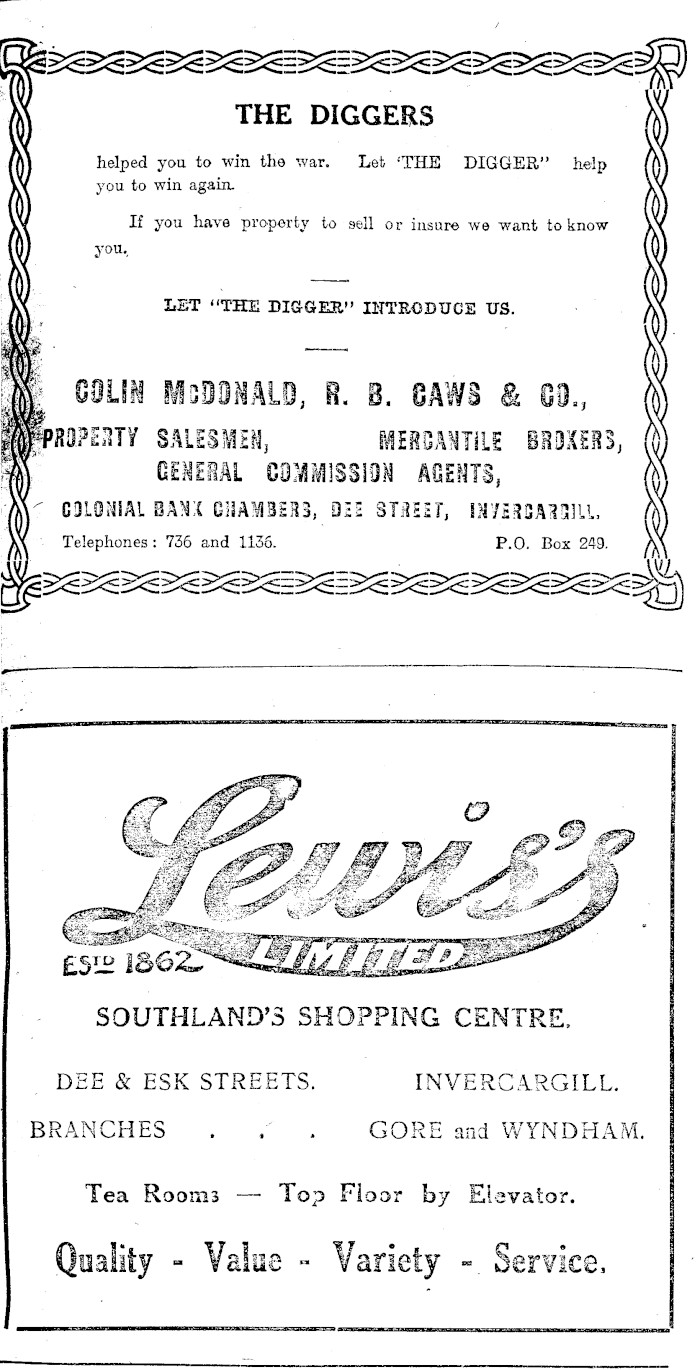 THE DIGGERS
helped you to win the war. Let 'THE DIGGER" help
you to win again.
If you have property to sell or insure we want to know
you.
LET "THE DIGGER" INTRODUCE US.
COLIN McDONALD, R. B. CAWS & CO.,
PROPERTY SALESMEN, MERCANTILE BROKERS,
GENERAL COMMISSION AGENTS,
COLONIAL BANK CHAMBERS, DEE STREET, INVERCARGILL.
Telephones: 736 and 1136. P.O. Box 249.
Lewis's
LIMITED
ESTD 1862
SOUTHLAND'S SHOPPING CENTRE.
DEE & ESK STREETS. INVERCARGILL.
BRANCHES . . . GORE and WYNDHAM.
Tea Rooms — Top Floor by Elevator.
Quality - Value - Variety - Service.